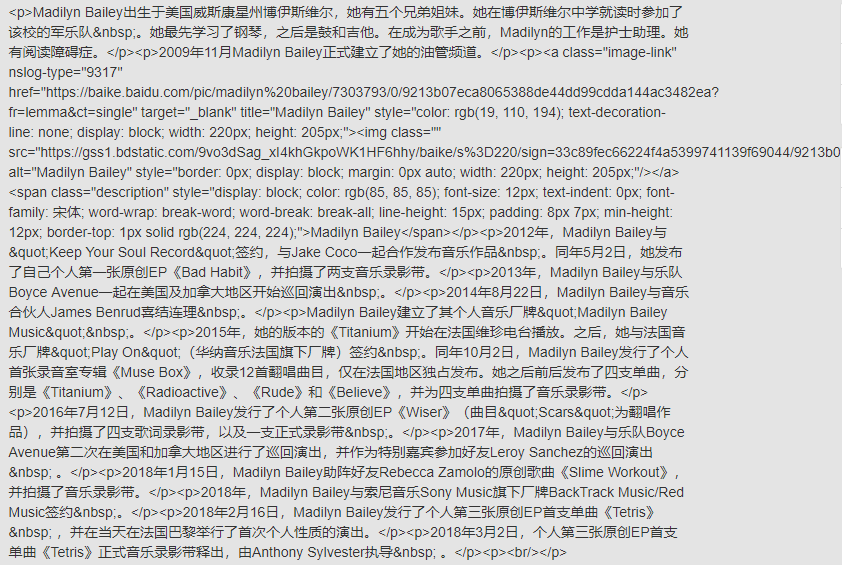 <p>Madilyn Bailey出生于美国威斯康星州博伊斯维尔，她有五个兄弟姐妹。她在博伊斯维尔中学就读时参加了
该校的军乐队&nbsp;。她最先学习了钢琴，之后是鼓和吉他。在成为歌手之前，Madilyn的工作是护士助理。她
有阅读障碍症。</p><p>2009年11月Madilyn Bailey正式建立了她的油管频道。</p><p><a class="image-link"
nslog-type="9317"
href="https://baike.baidu.com/pic/madilyn%20bailey/7303793/0/9213b07eca8065388de44dd99cdda144ac3482ea?
fr=lemma&ct=single" target="_blank" title="Madilyn Bailey" style="color: rgb(19, 110, 194); text-decoration-
line: none; display: block; width: 220px; height: 205px;"><img class=""
src="https://gss1.bdstatic.com/9vo3dSag_xI4khGkpoWK1HF6hhy/baike/s%3D220/sign=33c89fec66224f4a5399741139f69044/9213b0
alt="Madilyn Bailey" style="border: 0px; display: block; margin: 0px auto; width: 220px; height: 205px;"/></a>
<span class="description" style="display: block; color: rgb(85, 85, 85); font-size: 12px; text-indent: 0px; font-
family: 宋体; word-wrap: break-word; word-break: break-all; line-height: 15px; padding: 8px 7px; min-height:
12px; border-top: 1px solid rgb(224, 224, 224);">Madilyn Bailey</span></p><p>2012年，Madilyn Bailey与
&quot;Keep Your Soul Record&quot;签约，与Jake Coco一起合作发布音乐作品&nbsp;。同年5月2日，她发布
了自己个人第一张原创EP《Bad Habit》，并拍摄了两支音乐录影带。</p><p>2013年，Madilyn Bailey与乐队
Boyce Avenue一起在美国及加拿大地区开始巡回演出&nbsp;。</p><p>2014年8月22日，Madilyn Bailey与音乐
合伙人James Benrud喜结连理&nbsp;。</p><p>Madilyn Bailey建立了其个人音乐厂牌&quot;Madilyn Bailey
Music&quot;&nbsp;。</p><p>2015年，她的版本的《Titanium》开始在法国维珍电台播放。之后，她与法国音
乐厂牌&quot;Play On&quot;（华纳音乐法国旗下厂牌）签约&nbsp;。同年10月2日，Madilyn Bailey发行了个人
首张录音室专辑《Muse Box》，收录12首翻唱曲目，仅在法国地区独占发布。她之后前后发布了四支单曲，分
别是《Titanium》、《Radioactive》、《Rude》和《Believe》，并为四支单曲拍摄了音乐录影带。</p>
<p>2016年7月12日，Madilyn Bailey发行了个人第二张原创EP《Wiser》（曲目&quot;Scars&quot;为翻唱作
品），并拍摄了四支歌词录影带，以及一支正式录影带&nbsp;。</p><p>2017年，Madilyn Bailey与乐队Boyce
Avenue第二次在美国和加拿大地区进行了巡回演出，并作为特别嘉宾参加好友Leroy Sanchez的巡回演出
&nbsp; 。</p><p>2018年1月15日，Madilyn Bailey助阵好友Rebecca Zamolo的原创歌曲《Slime Workout》，
并拍摄了音乐录影带。</p><p>2018年，Madilyn Bailey与索尼音乐Sony Music旗下厂牌BackTrack Music/Red
Music签约&nbsp;。</p><p>2018年2月16日，Madilyn Bailey发行了个人第三张原创EP首支单曲《Tetris》
&nbsp; ，并在当天在法国巴黎举行了首次个人性质的演出。</p><p>2018年3月2日，个人第三张原创EP首支
单曲《Tetris》正式音乐录影带释出，由Anthony Sylvester执导&nbsp; 。</p><p><br/></p>